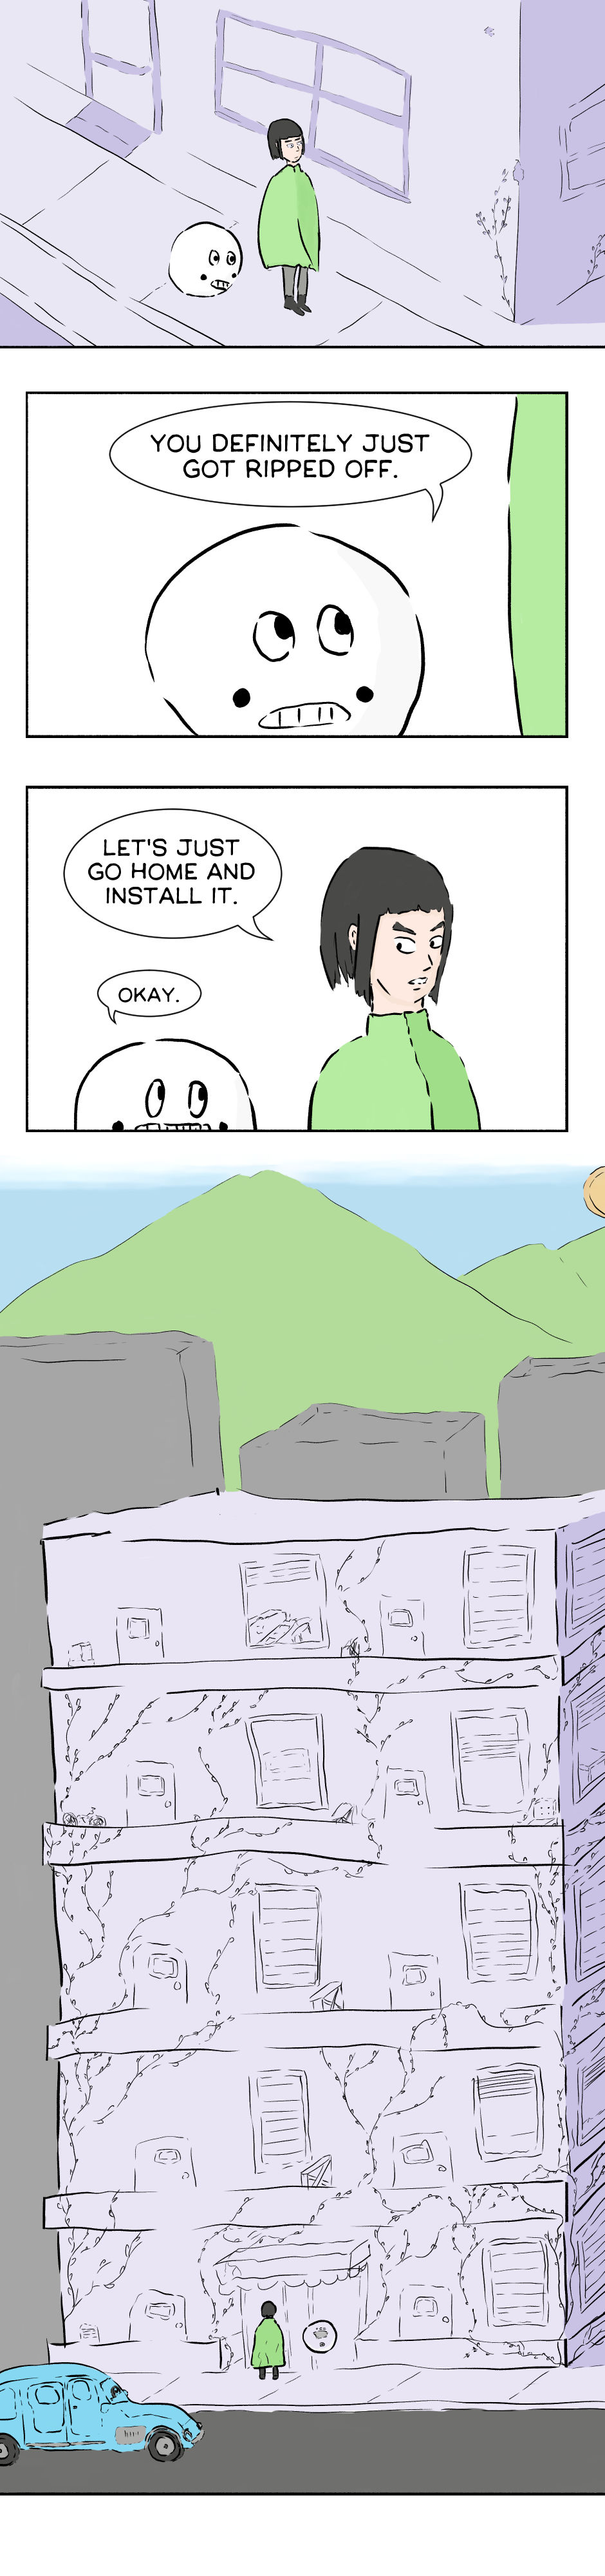 YOU DEFINITELY JUST
GOT RIPPED OFF.
LET'S JUST
GO HOME AND
INSTALL IT.
OKAY.